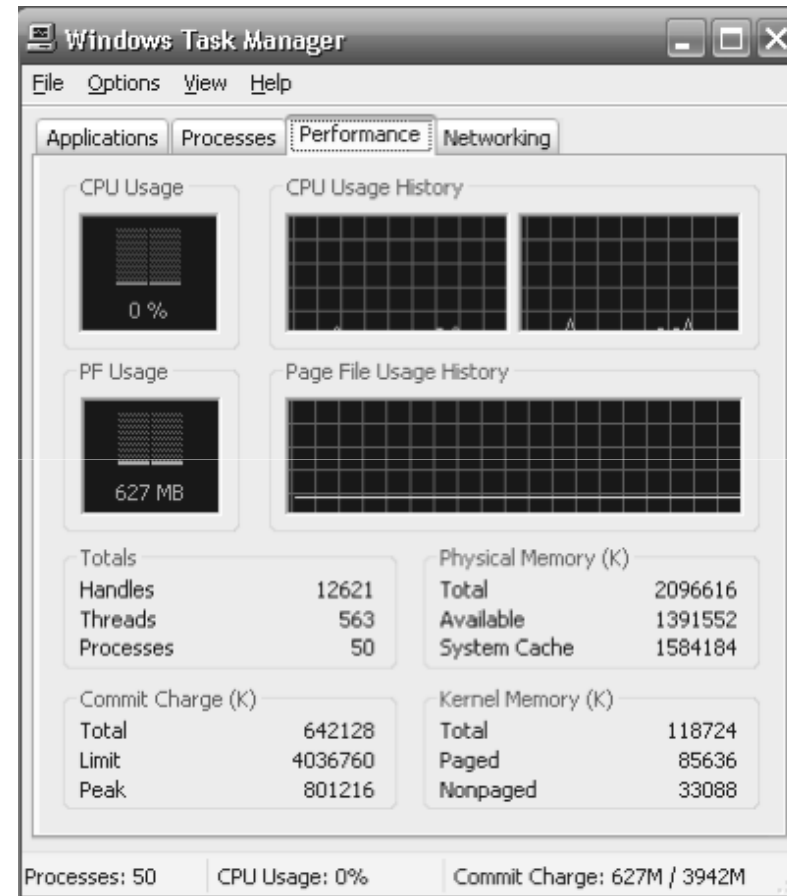 Windows Task Manager
File Options View Help
Applications Processes Performance Networking
CPU Usage CPU Usage History
0 %
PF Usage Page File Usage History
627 MB
Totals
Handles 12621
Threads 563
Processes 50
Physical Memory (K)
Total 2096616
Available 1391552
System Cache 1584184
Commit Charge (K)
Total 642128
Limit 4036760
Peak 801216
Kernel Memory (K)
Total 118724
Paged 85636
Nonpaged 33088
Processes: 50 CPU Usage: 0% Commit Charge: 627M / 3942M